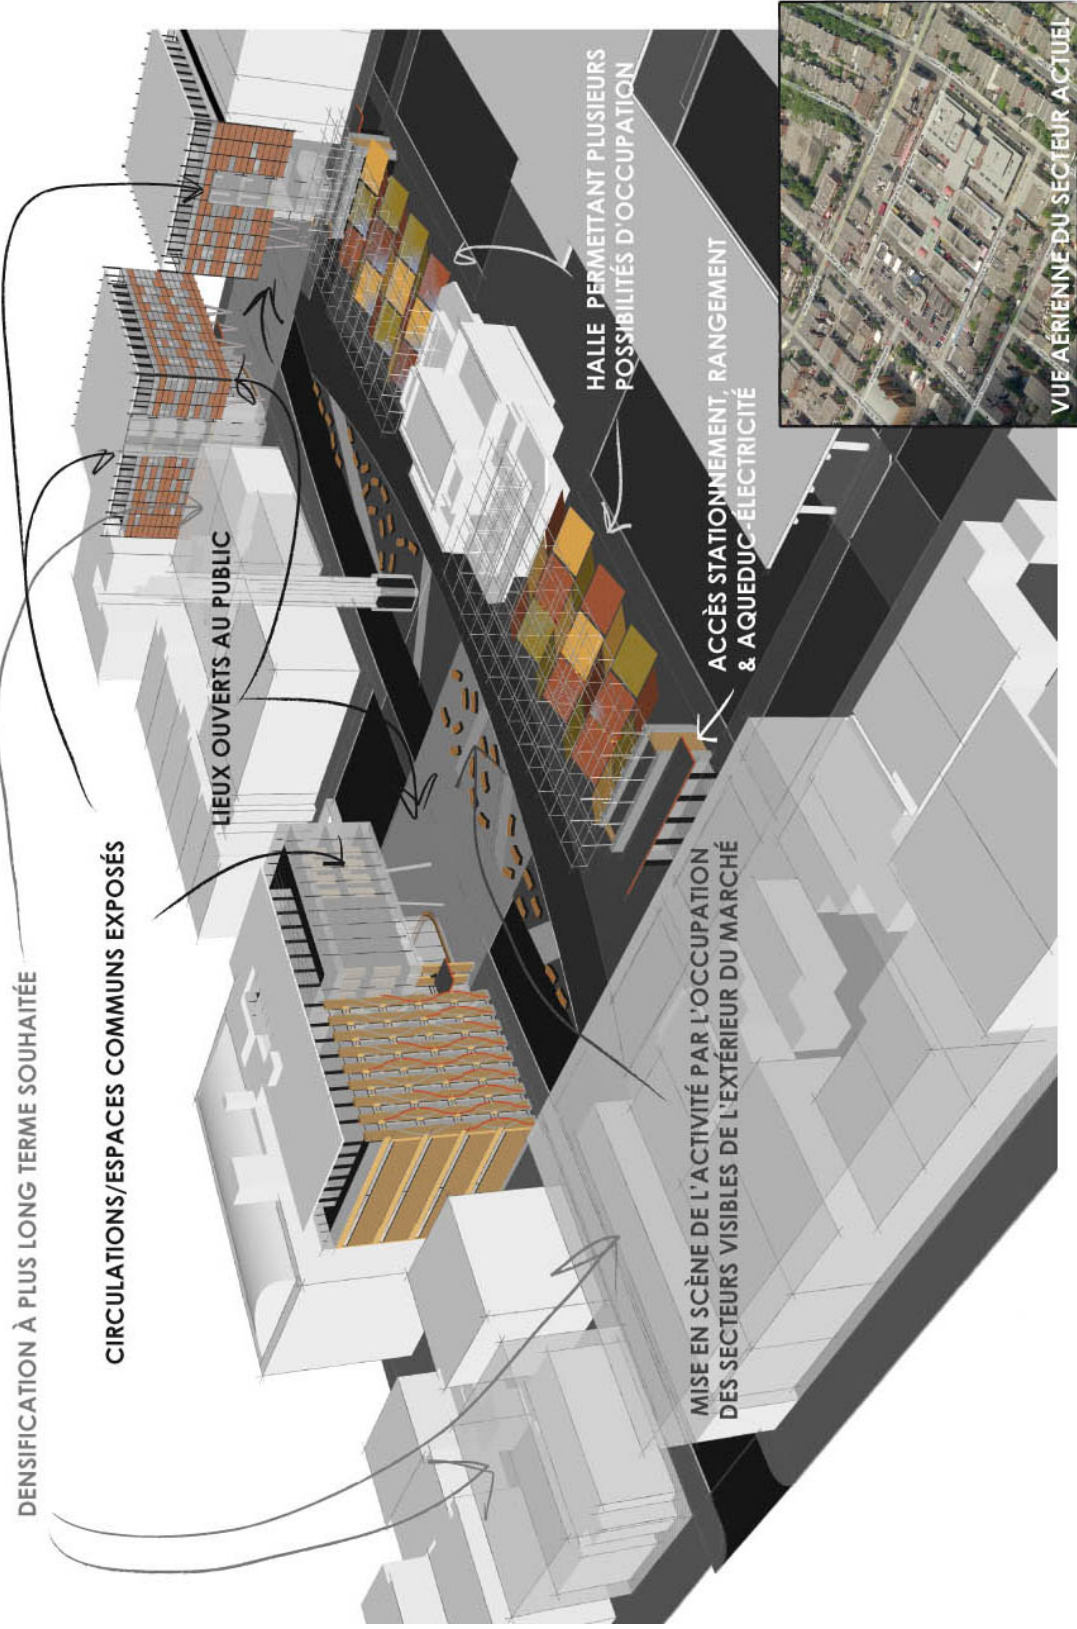 DENSIFICATION À PLUS LONG TERME SOUHAITÉE
CIRCULATIONS/ESPACES COMMUNS EXPOSÉS
LIEUX OUVERTS AU PUBLIC
HALLE PERMETTANT PLUSIEURS
POSSIBILITÉS D'OCCUPATION
ACCÈS STATIONNEMENT, RANGEMENT
& AQUEDUC-ÉLECTRICITÉ
MISE EN SCÈNE DE L'ACTIVITÉ PAR L'OCCUPATION
DES SECTEURS VISIBLES DE L'EXTÉRIEUR DU MARCHÉ
VUE AÉRIENNE DU SECTEUR ACTUEL